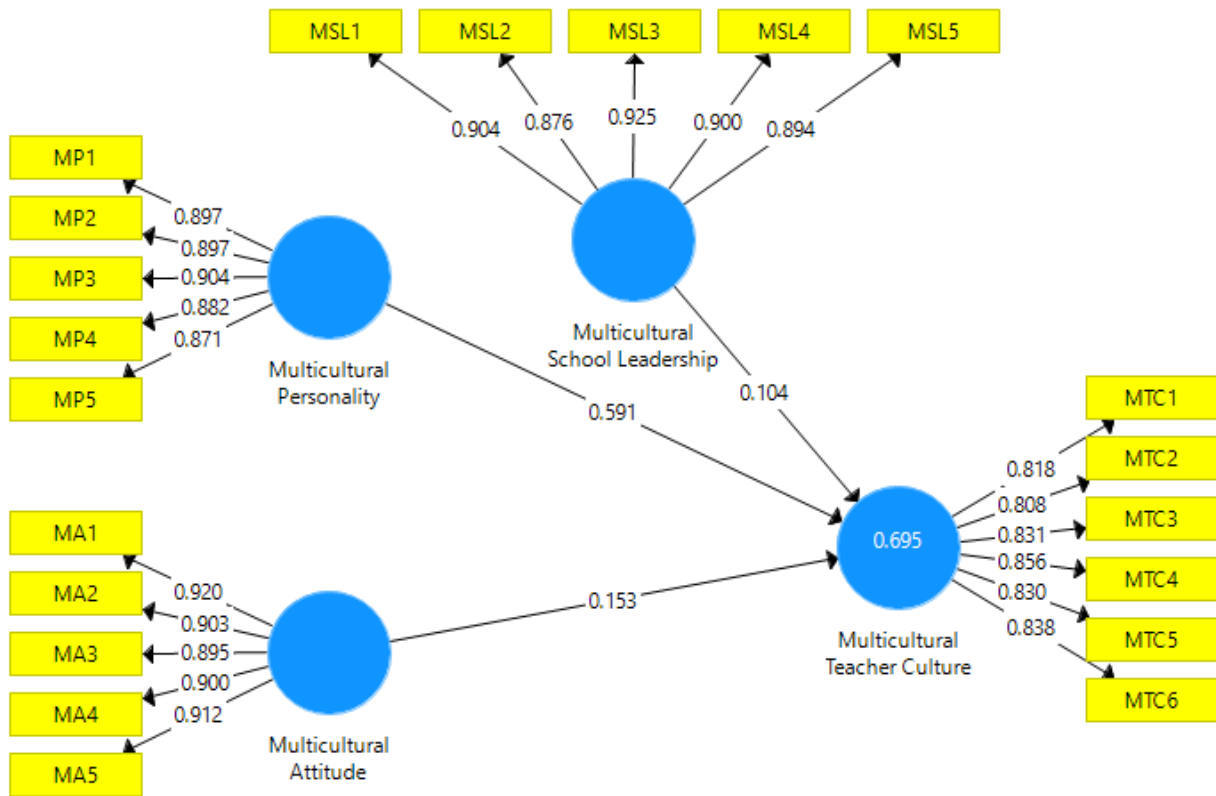 MSL1
MSL2
MSL3
MSL4
MSL5
0.904
0.876
0.925
0.900
0.894
MP1
MP2
MP3
MP4
MP5
0.897
0.897
0.904
0.882
0.871
Multicultural
Personality
Multicultural
School Leadership
0.591
0.104
MA1
MA2
MA3
MA4
MA5
0.920
0.903
0.895
0.900
0.912
Multicultural
Attitude
0.153
0.695
Multicultural
Teacher Culture
0.818
0.808
0.831
0.856
0.830
0.838
MTC1
MTC2
MTC3
MTC4
MTC5
MTC6